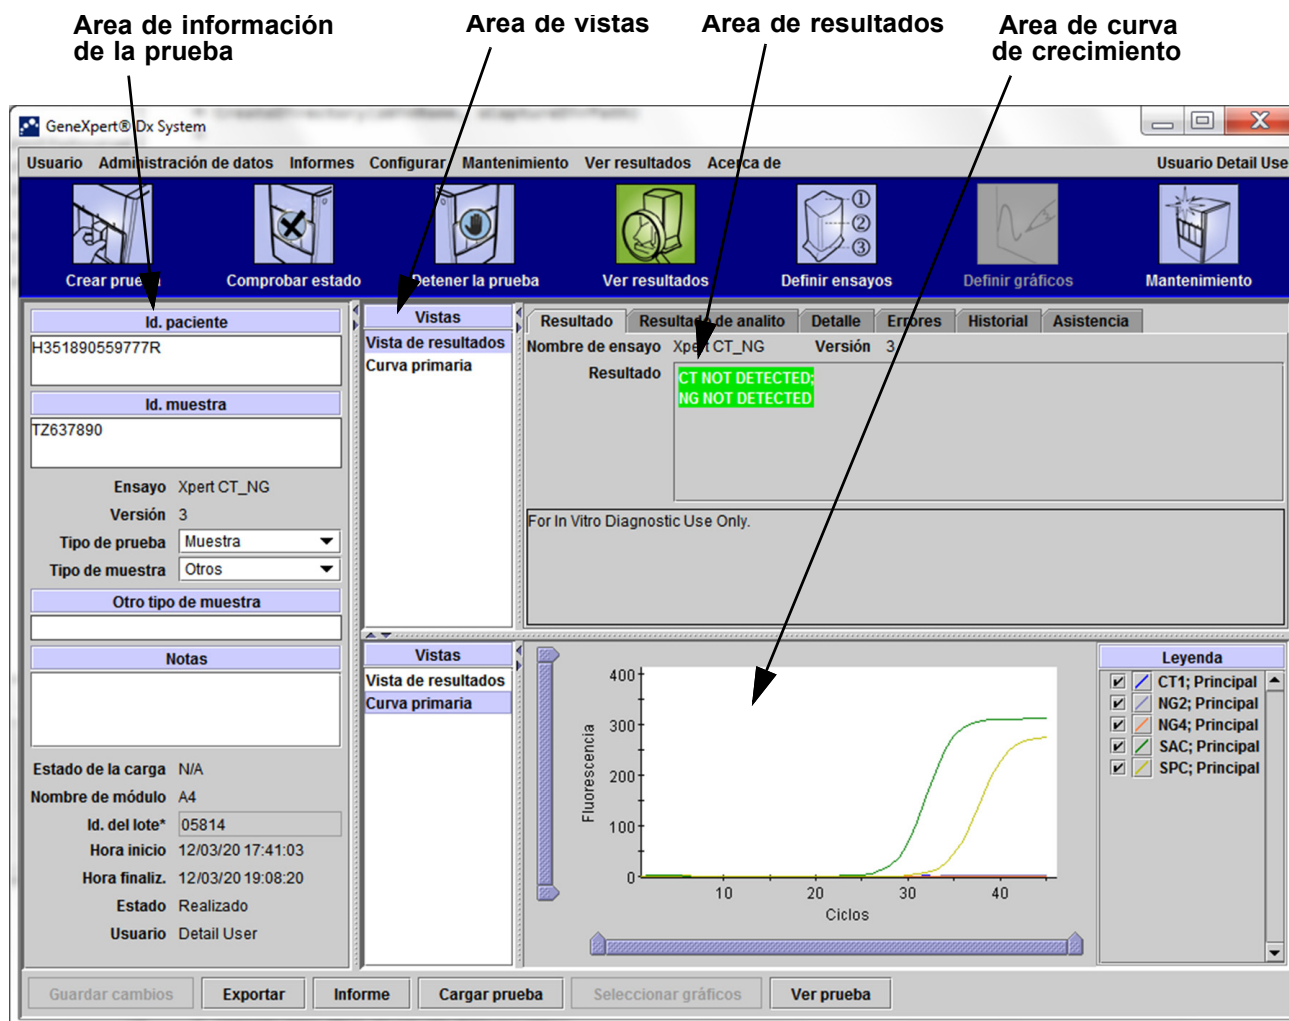 Área de información
de la prueba
Área de vistas
Área de resultados
Área de curva
de crecimiento
GeneXpert® Dx System
Usuario Administración de datos Informes Configurar Mantenimiento Ver resultados Acerca de Usuario Detail Use
Crear prueba Comprobar estado Detener la prueba Ver resultados Definir ensayos Definir gráficos Mantenimiento
①
②
③
Id. paciente
H351890559777R
Id. muestra
TZ637890
Ensayo Xpert CT_NG
Versión 3
Tipo de prueba Muestra
Tipo de muestra Otros
Otro tipo de muestra
Notas
Estado de la carga N/A
Nombre de módulo A4
Id. del lote* 05814
Hora inicio 12/03/20 17:41:03
Hora finaliz. 12/03/20 19:08:20
Estado Realizado
Usuario Detail User
Vistas
Vista de resultados
Curva primaria
Resultado Resultado de analito Detalle Errores Historial Asistencia
Nombre de ensayo Xpert CT_NG Versión 3
Resultado CT NOT DETECTED;
NG NOT DETECTED
For In Vitro Diagnostic Use Only.
Vistas
Vista de resultados
Curva primaria
Fluorescencia
400
300
200
100
0
10 20 30 40
Ciclos
Leyenda
CT1; Principal
NG2; Principal
NG4; Principal
SAC; Principal
SPC; Principal
Guardar cambios Exportar Informe Cargar prueba Seleccionar gráficos Ver prueba